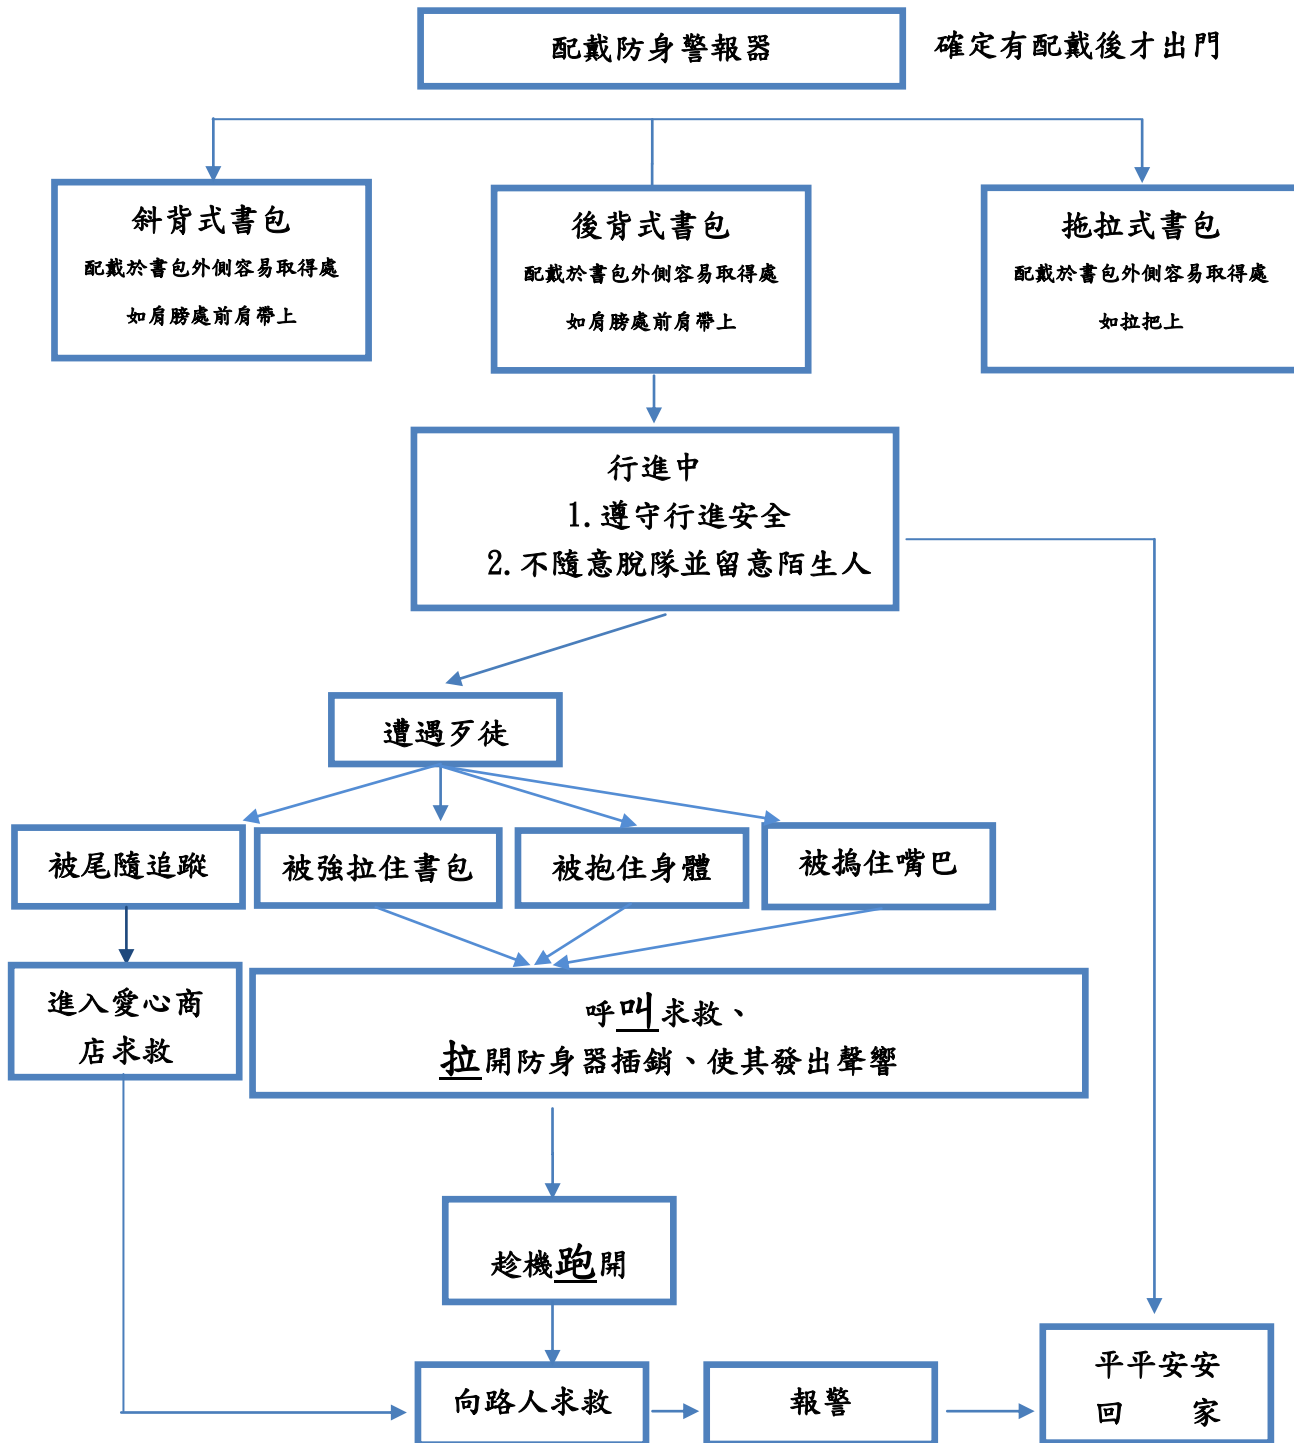 配戴防身警報器
確定有配戴後才出門
斜背式書包
配戴於書包外側容易取得處
如肩膀處前肩帶上
後背式書包
配戴於書包外側容易取得處
如肩膀處前肩帶上
拖拉式書包
配戴於書包外側容易取得處
如拉把上
行進中
1.遵守行進安全
2.不隨意脫隊並留意陌生人
遭遇歹徒
被尾隨追蹤
被強拉住書包
被抱住身體
被摀住嘴巴
進入愛心商
店求救
呼叫求救、
拉開防身器插銷、使其發出聲響
趁機跑開
向路人求救
報警
平平安安
回 家